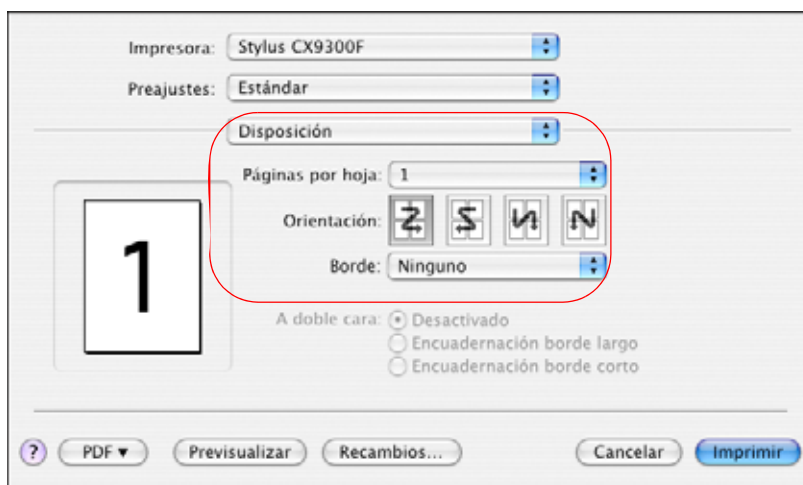 Impresora: Stylus CX9300F
Preajustes: Estándar
Disposición
Páginas por hoja: 1
Orientación:
Borde: Ninguno
1
A doble cara: Desactivado
Encuadernación borde largo
Encuadernación borde corto
? PDF ▼ Previsualizar Recambios... Cancelar Imprimir